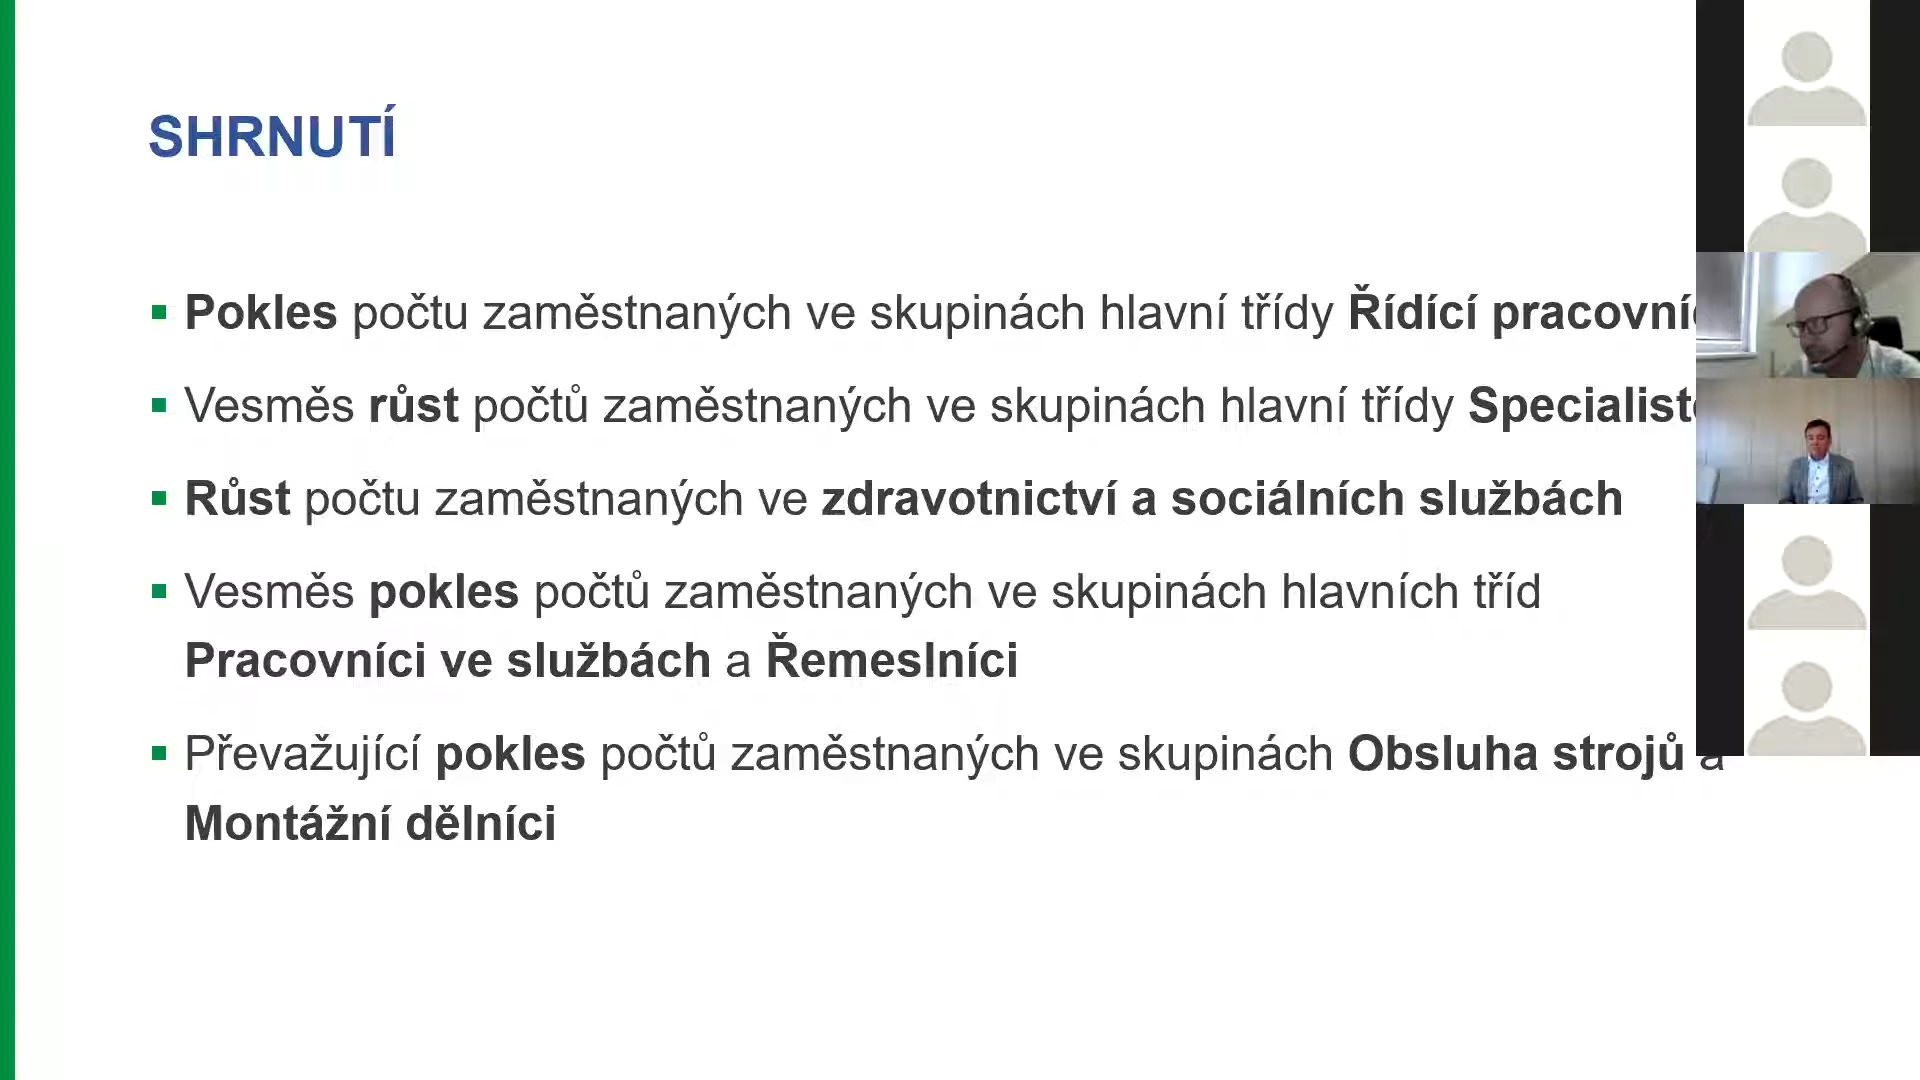 SHRNUTÍ
Pokles počtu zaměstnaných ve skupinách hlavní třídy Řídící
Vesměs růst počtů zaměstnaných ve skupinách hlavní třídy
Růst počtu zaměstnaných ve zdravotnictví a sociálních službách
Vesměs pokles počtů zaměstnaných ve skupinách hlavních tříd
Pracovníci ve službách a Řemeslníci
Převažující pokles počtů zaměstnaných ve skupinách Obsluha strojů a
Montážní dělníci